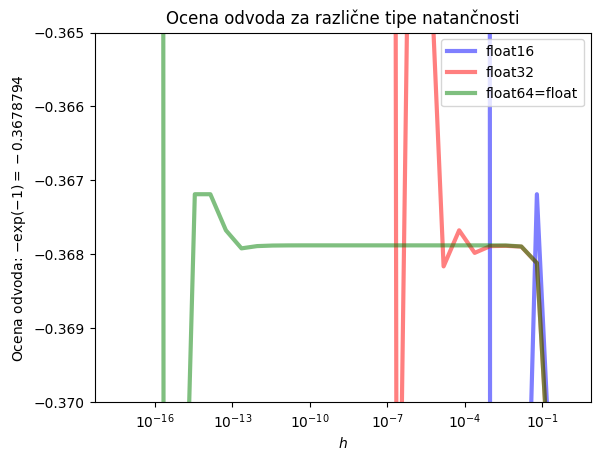 Ocena odvoda za različne tipe natančnosti
Ocena odvoda: −exp(−1) = −0.3678794
−0.365
−0.366
−0.367
−0.368
−0.369
−0.370
float16
float32
float64=float
10⁻¹⁶
10⁻¹³
10⁻¹⁰
10⁻⁷
10⁻⁴
10⁻¹
h